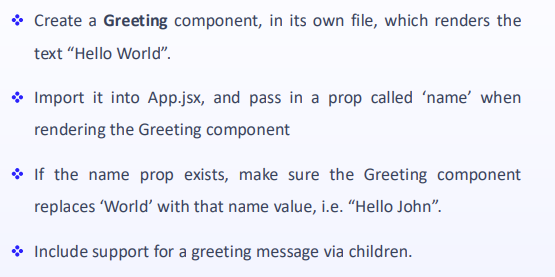 Create a Greeting component, in its own file, which renders the
text “Hello World”.
Import it into App.jsx, and pass in a prop called ‘name’ when
rendering the Greeting component
If the name prop exists, make sure the Greeting component
replaces ‘World’ with that name value, i.e. “Hello John”.
Include support for a greeting message via children.